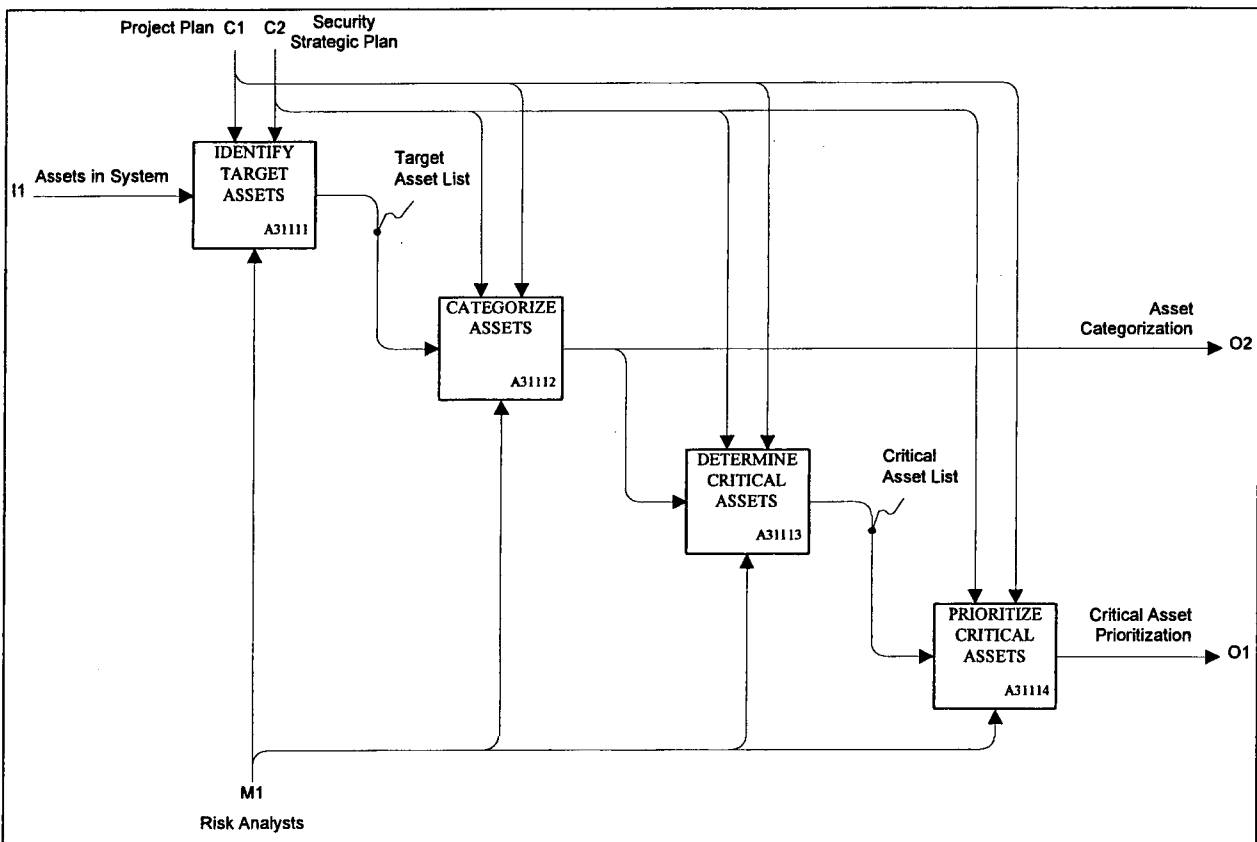 Project Plan C1 C2 Security
Strategic Plan
IDENTIFY
TARGET
ASSETS
A31111
I1 Assets in System
Target
Asset List
CATEGORIZE
ASSETS
A31112
Asset
Categorization
O2
DETERMINE
CRITICAL
ASSETS
A31113
Critical
Asset List
PRIORITIZE
CRITICAL
ASSETS
A31114
Critical Asset
Prioritization
O1
M1
Risk Analysts